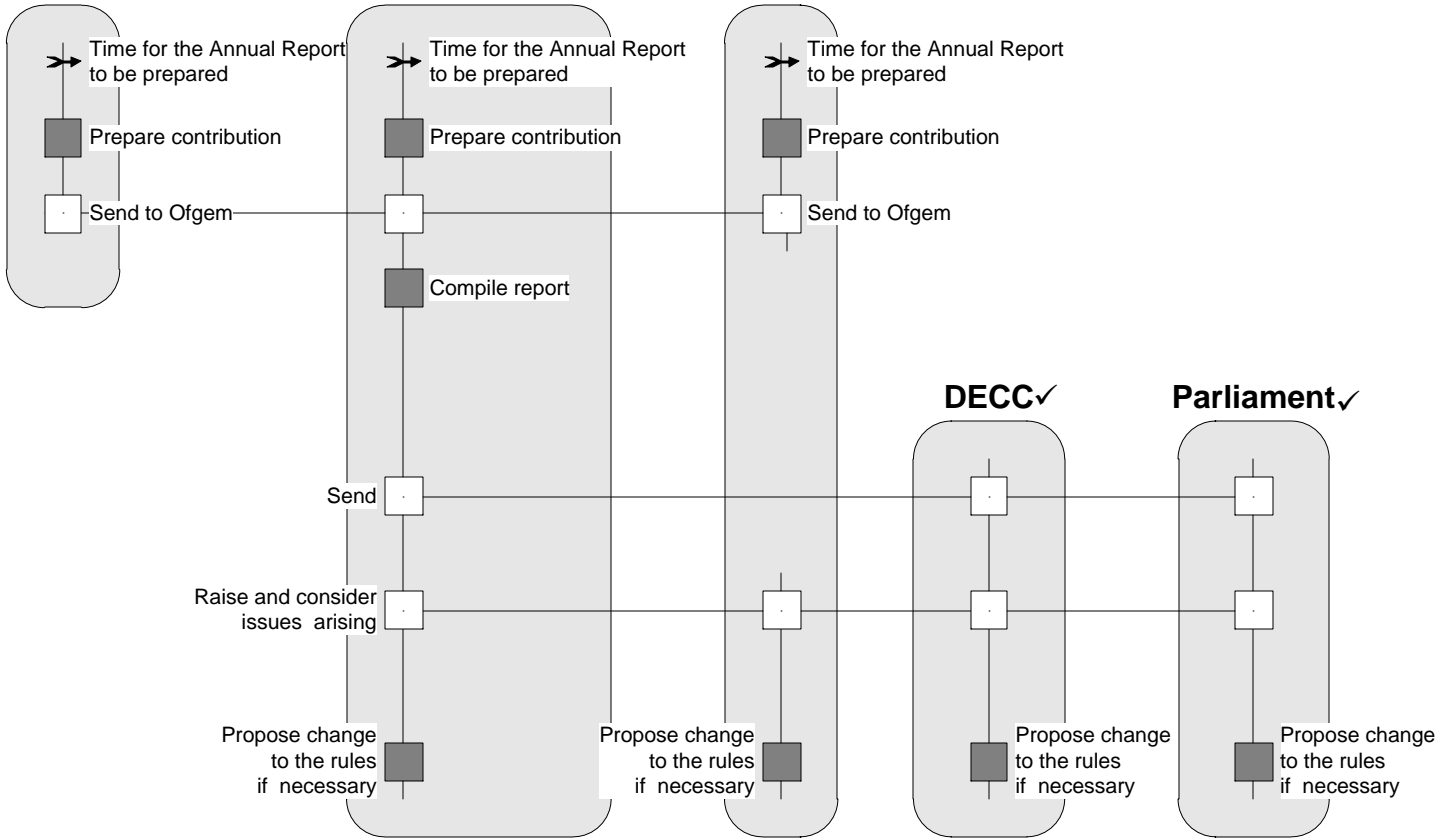 Time for the Annual Report
to be prepared
Time for the Annual Report
to be prepared
Time for the Annual Report
to be prepared
Prepare contribution
Prepare contribution
Prepare contribution
Send to Ofgem
Send to Ofgem
Compile report
DECC✓
Parliament✓
Send
Raise and consider
issues arising
Propose change
to the rules
if necessary
Propose change
to the rules
if necessary
Propose change
to the rules
if necessary
Propose change
to the rules
if necessary